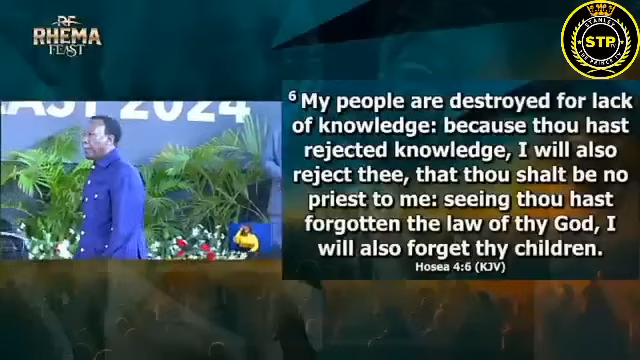 RF
RHEMA
FEAST
STANLEE
STP
EAST 2024
6 My people are destroyed for lack
of knowledge: because thou hast
rejected knowledge, I will also
reject thee, that thou shalt be no
priest to me: seeing thou hast
forgotten the law of thy God, I
will also forget thy children.
Hosea 4:6 (KJV)